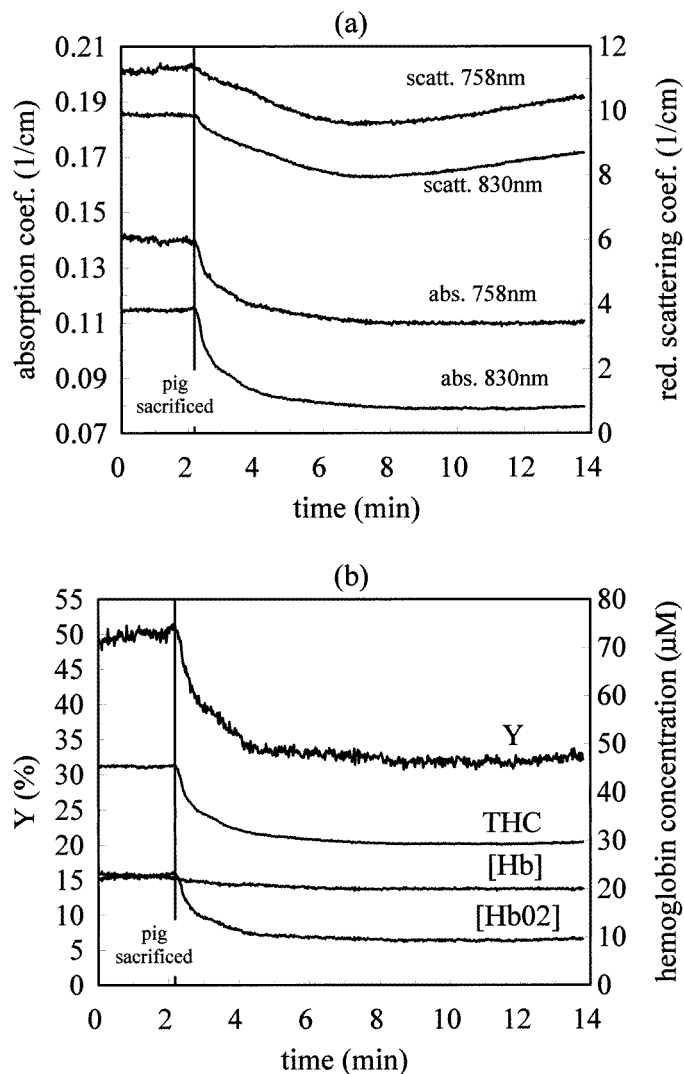 (a)
0.21
0.19
0.17
0.15
0.13
0.11
0.09
0.07
absorption coef. (1/cm)
12
10
8
6
4
2
0
red. scattering coef. (1/cm)
scatt. 758nm
scatt. 830nm
abs. 758nm
abs. 830nm
pig
sacrificed
0 2 4 6 8 10 12 14
time (min)
(b)
55
50
45
40
35
30
25
20
15
10
5
0
Y (%)
80
70
60
50
40
30
20
10
0
hemoglobin concentration (μM)
Y
THC
[Hb]
[Hb02]
pig
sacrificed
0 2 4 6 8 10 12 14
time (min)